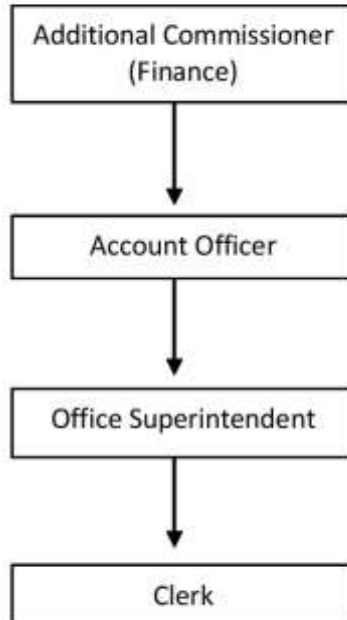 Additional Commissioner
(Finance)
Account Officer
Office Superintendent
Clerk